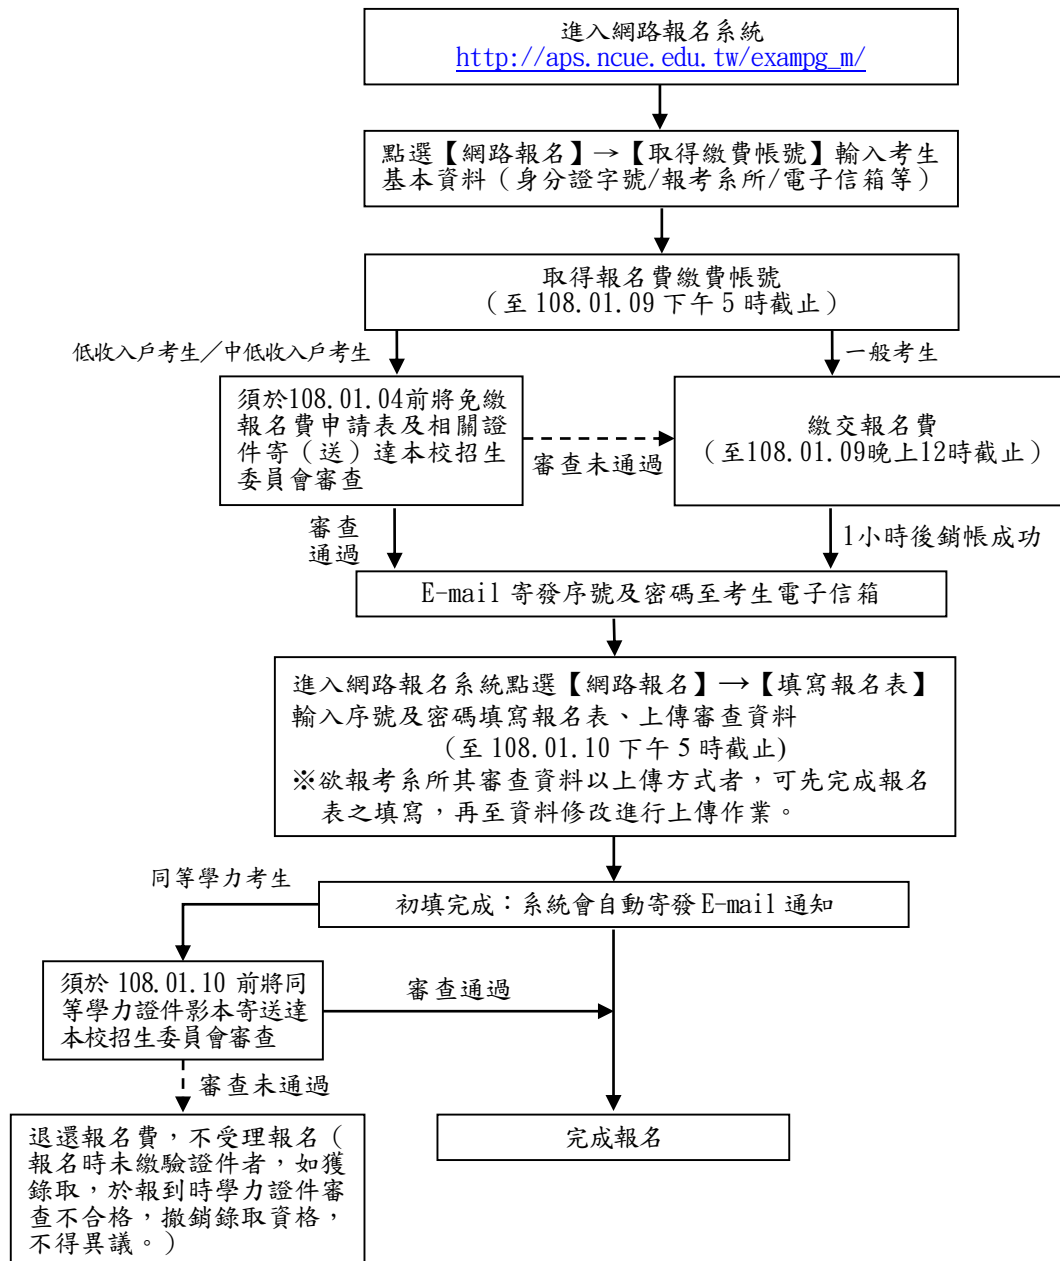 進入網路報名系統
http://aps.ncue.edu.tw/exampg_m/
點選【網路報名】→【取得繳費帳號】輸入考生
基本資料（身分證字號/報考系所/電子信箱等）
取得報名費繳費帳號
（至 108.01.09 下午 5 時截止）
低收入戶考生／中低收入戶考生
一般考生
須於108.01.04前將免繳
報名費申請表及相關證
件寄（送）達本校招生
委員會審查
審查未通過
繳交報名費
（至108.01.09晚上12時截止）
審查
通過
1小時後銷帳成功
E-mail 寄發序號及密碼至考生電子信箱
進入網路報名系統點選【網路報名】→【填寫報名表】
輸入序號及密碼填寫報名表、上傳審查資料
（至 108.01.10 下午 5 時截止)
※欲報考系所其審查資料以上傳方式者，可先完成報名
表之填寫，再至資料修改進行上傳作業。
同等學力考生
初填完成：系統會自動寄發 E-mail 通知
須於 108.01.10 前將同
等學力證件影本寄送達
本校招生委員會審查
審查通過
審查未通過
退還報名費，不受理報名（
報名時未繳驗證件者，如獲
錄取，於報到時學力證件審
查不合格，撤銷錄取資格，
不得異議。）
完成報名